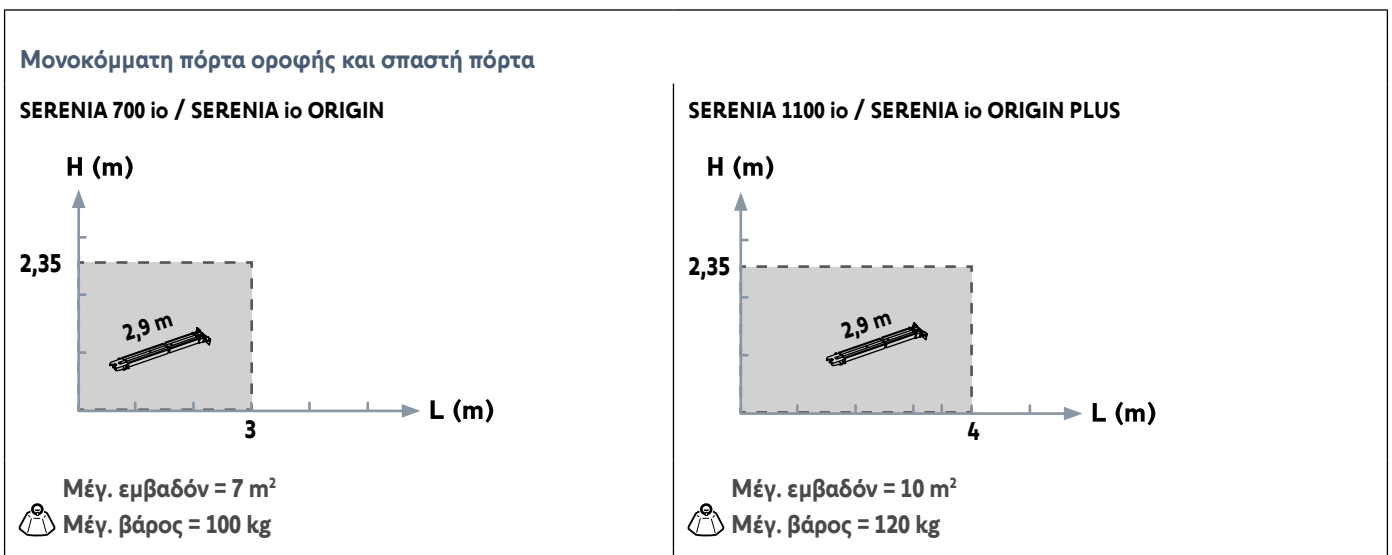 Μονοκόμματη πόρτα οροφής και σπαστή πόρτα
SERENIA 700 io / SERENIA io ORIGIN
H (m)
2,35
2,9 m
L (m)
3
Μέγ. εμβαδόν = 7 m²
Μέγ. βάρος = 100 kg
SERENIA 1100 io / SERENIA io ORIGIN PLUS
H (m)
2,35
2,9 m
L (m)
4
Μέγ. εμβαδόν = 10 m²
Μέγ. βάρος = 120 kg